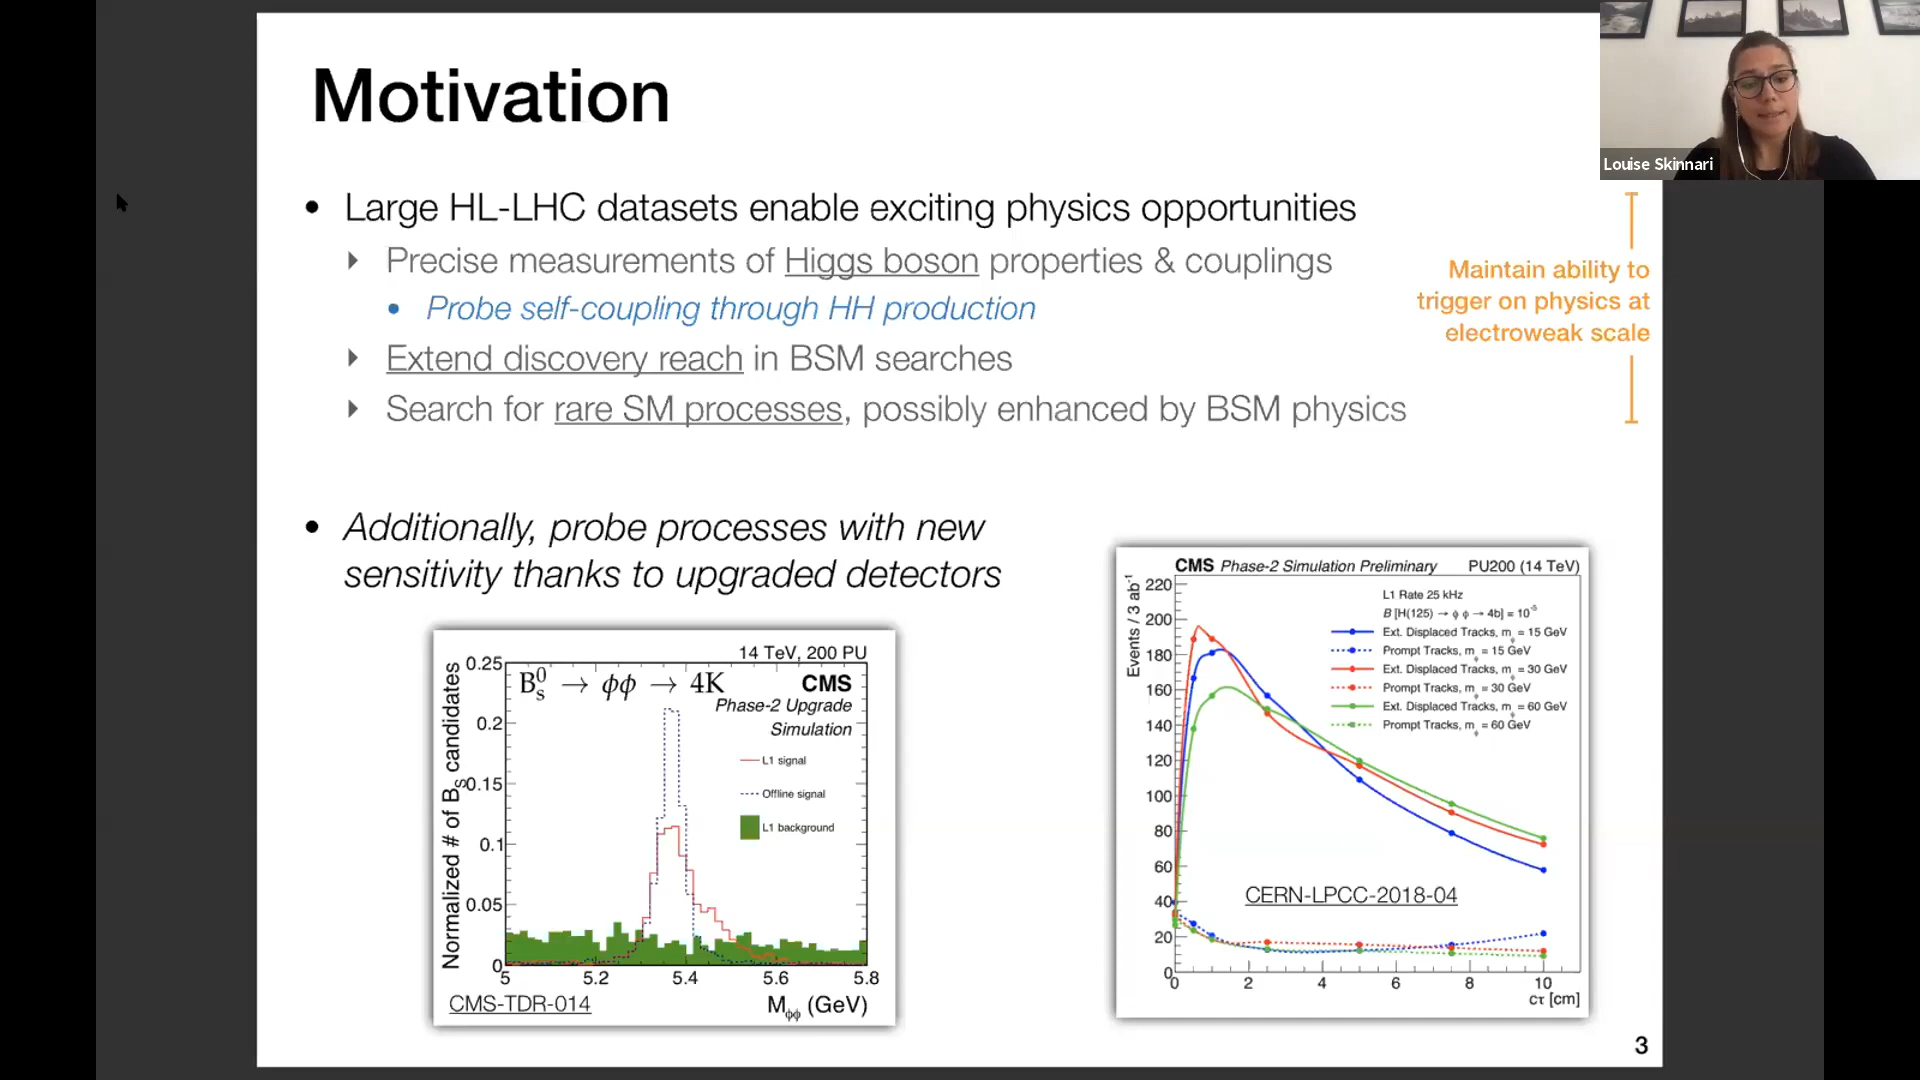 Motivation
Louise Skinnari
• Large HL-LHC datasets enable exciting physics opportunities
Precise measurements of Higgs boson properties & couplings
• Probe self-coupling through HH production
Extend discovery reach in BSM searches
Search for rare SM processes, possibly enhanced by BSM physics
Maintain ability to
trigger on physics at
electroweak scale
• Additionally, probe processes with new
sensitivity thanks to upgraded detectors
14 TeV, 200 PU
B⁰ₛ → ϕϕ → 4K
CMS
Phase-2 Upgrade
Simulation
L1 signal
Offline signal
L1 background
Normalized # of Bₛ candidates
0.25
0.2
0.15
0.1
0.05
0
5 5.2 5.4 5.6 5.8
CMS-TDR-014
M_ϕϕ (GeV)
CMS Phase-2 Simulation Preliminary PU200 (14 TeV)
Events / 3 ab⁻¹
L1 Rate 25 kHz
B [H(125) → ϕ ϕ → 4b] = 10⁻⁵
Ext. Displaced Tracks, m_ϕ = 15 GeV
Prompt Tracks, m_ϕ = 15 GeV
Ext. Displaced Tracks, m_ϕ = 30 GeV
Prompt Tracks, m_ϕ = 30 GeV
Ext. Displaced Tracks, m_ϕ = 60 GeV
Prompt Tracks, m_ϕ = 60 GeV
220
200
180
160
140
120
100
80
60
40
20
0
CERN-LPCC-2018-04
0 2 4 6 8 10
cτ [cm]
3